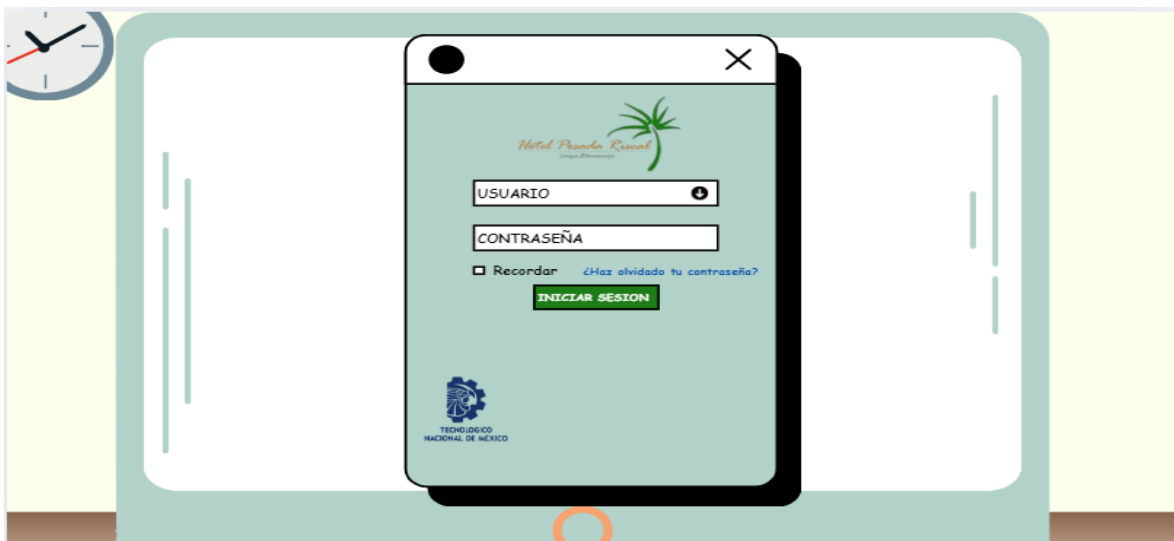 Hotel Posada Riscal
USUARIO
CONTRASEÑA
Recordar ¿Haz olvidado tu contraseña?
INICIAR SESION
TECNOLOGICO
NACIONAL DE MÉXICO